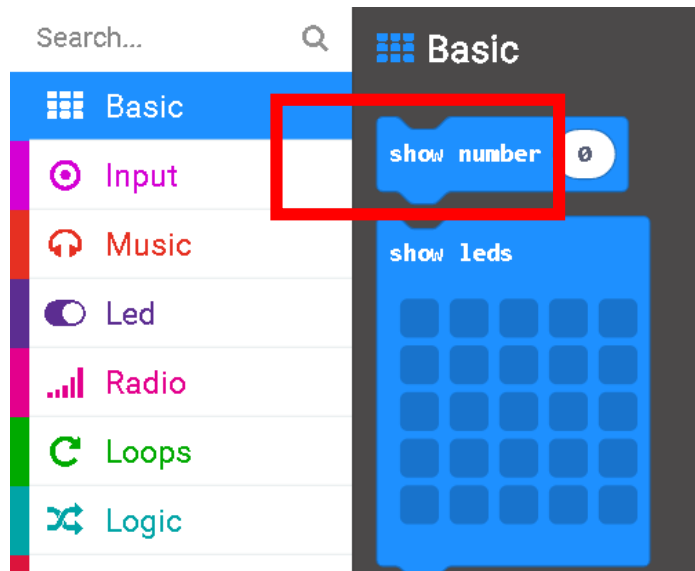 Search...
Basic
Input
Music
Led
Radio
Loops
Logic
Basic
show number 0
show leds